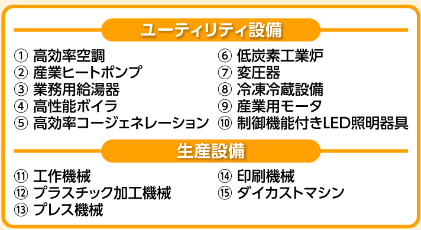 ユーティリティ設備
① 高効率空調
② 産業ヒートポンプ
③ 業務用給湯器
④ 高性能ボイラ
⑤ 高効率コージェネレーション
⑥ 低炭素工業炉
⑦ 変圧器
⑧ 冷凍冷蔵設備
⑨ 産業用モータ
⑩ 制御機能付きLED照明器具
生産設備
⑪ 工作機械
⑫ プラスチック加工機械
⑬ プレス機械
⑭ 印刷機械
⑮ ダイカストマシン